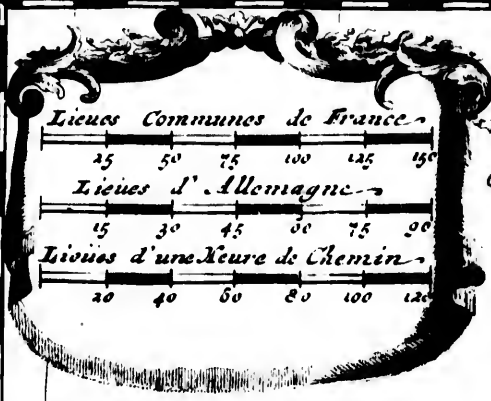 Lieues Communes de France
25 50 75 100 125 150
Lieües d'Allemagne
15 30 45 60 75 90
Lieües d'une Heure de Chemin
20 40 60 80 100 120